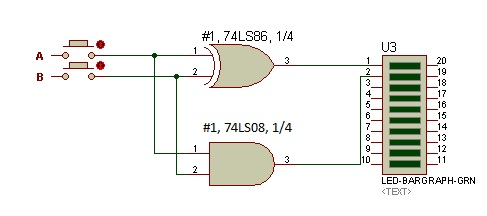 #1, 74LS86, 1/4
U3
A
B
1
2
3
#1, 74LS08, 1/4
1
2
3
1 20
2 19
3 18
4 17
5 16
6 15
7 14
8 13
9 12
10 11
LED-BARGRAPH-GRN
<TEXT>